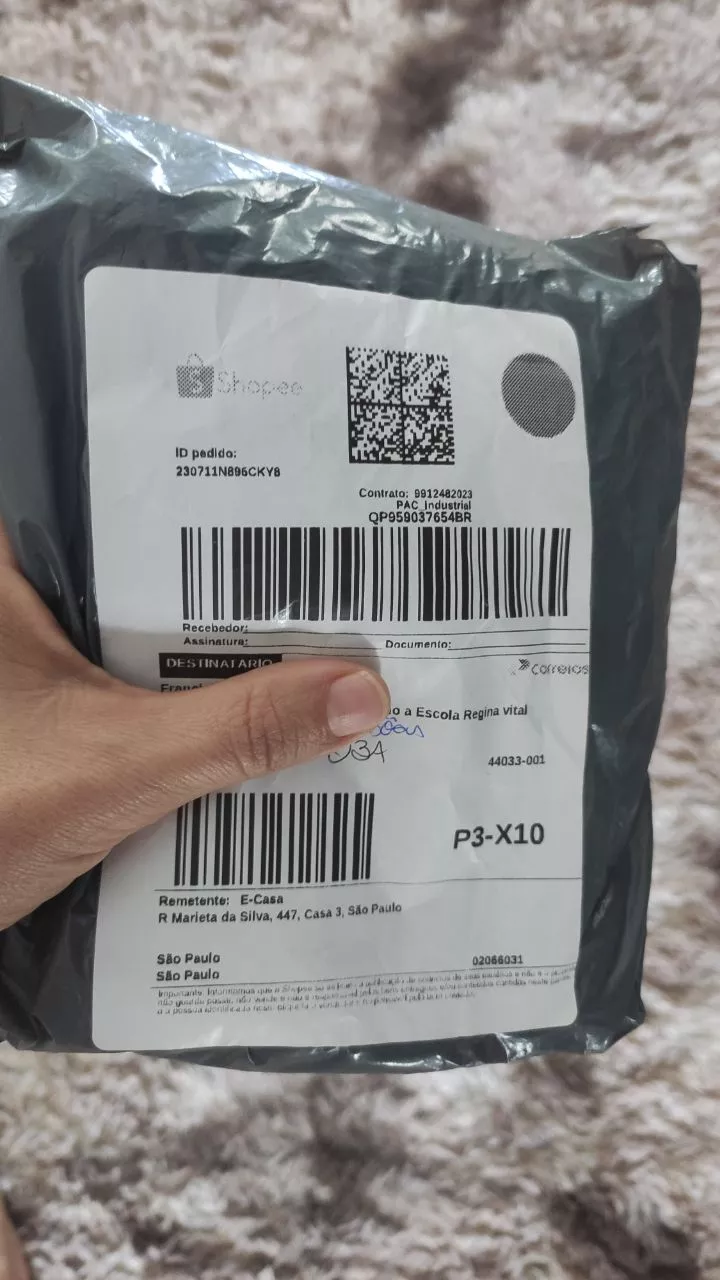 Shopee
ID pedido:
230711N896CKY8
Contrato: 9912482023
PAC_Industrial
QP959037654BR
Recebedor:
Assinatura: Documento:
DESTINATÁRIO
correios
a Escola Regina vital
44033-001
P3-X10
Remetente: E-Casa
R Marieta da Silva, 447, Casa 3, São Paulo
São Paulo 02066031
São Paulo